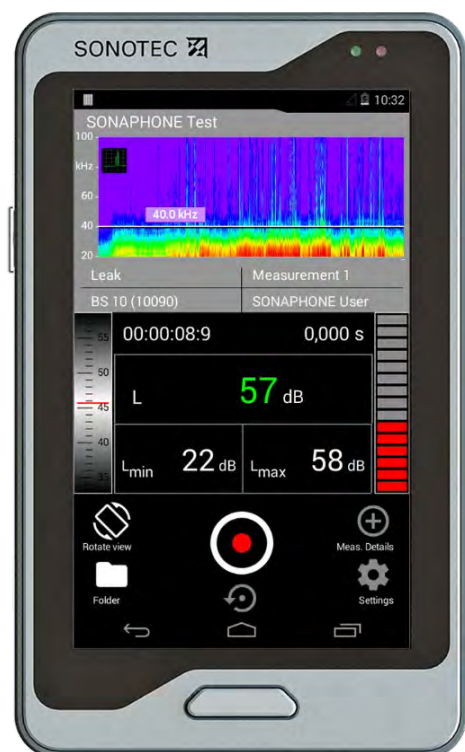 SONOTEC
10:32
SONAPHONE Test
100
kHz
60
40.0 kHz
40
20
Leak
Measurement 1
BS 10 (10090)
SONAPHONE User
00:00:08:9
0,000 s
55
50
45
40
35
L 57 dB
Lmin 22 dB
Lmax 58 dB
Rotate view
Meas. Details
Folder
Settings